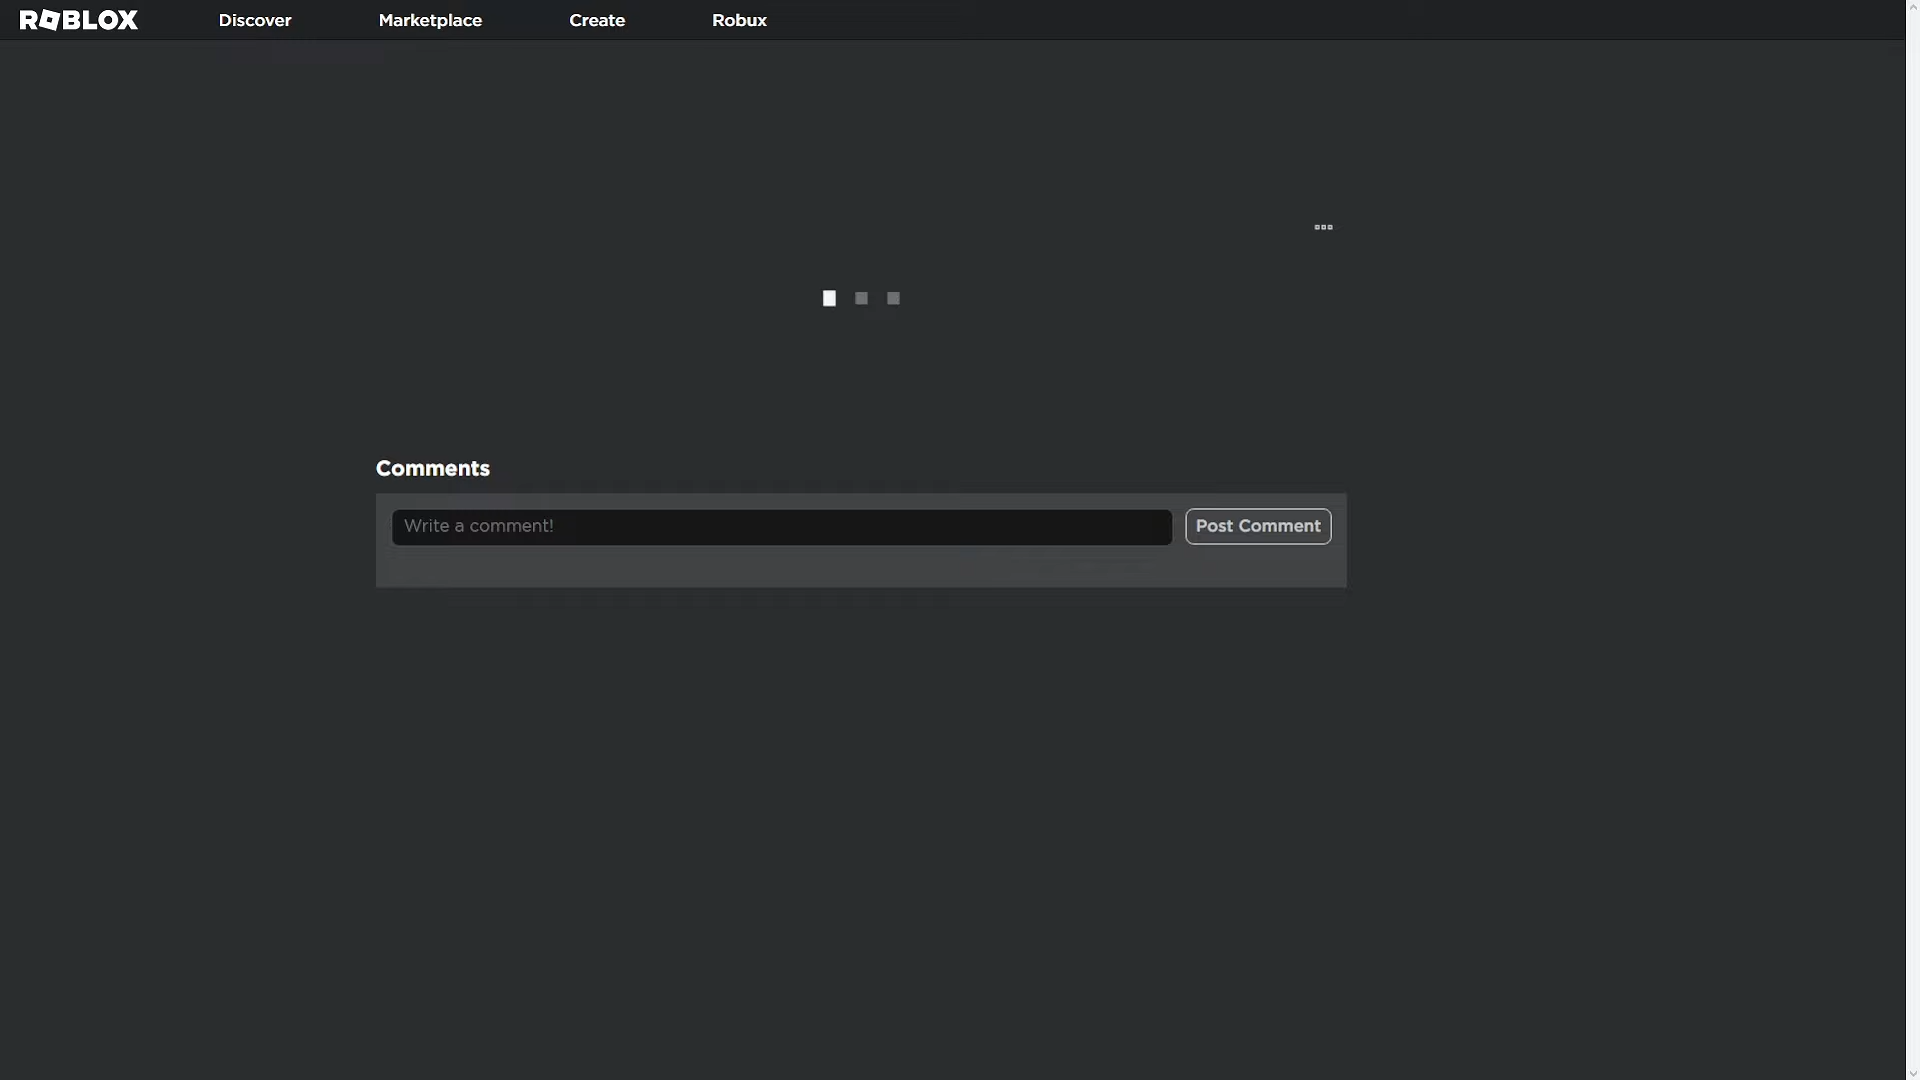 ROBLOX Discover Marketplace Create Robux
Comments
Write a comment! Post Comment